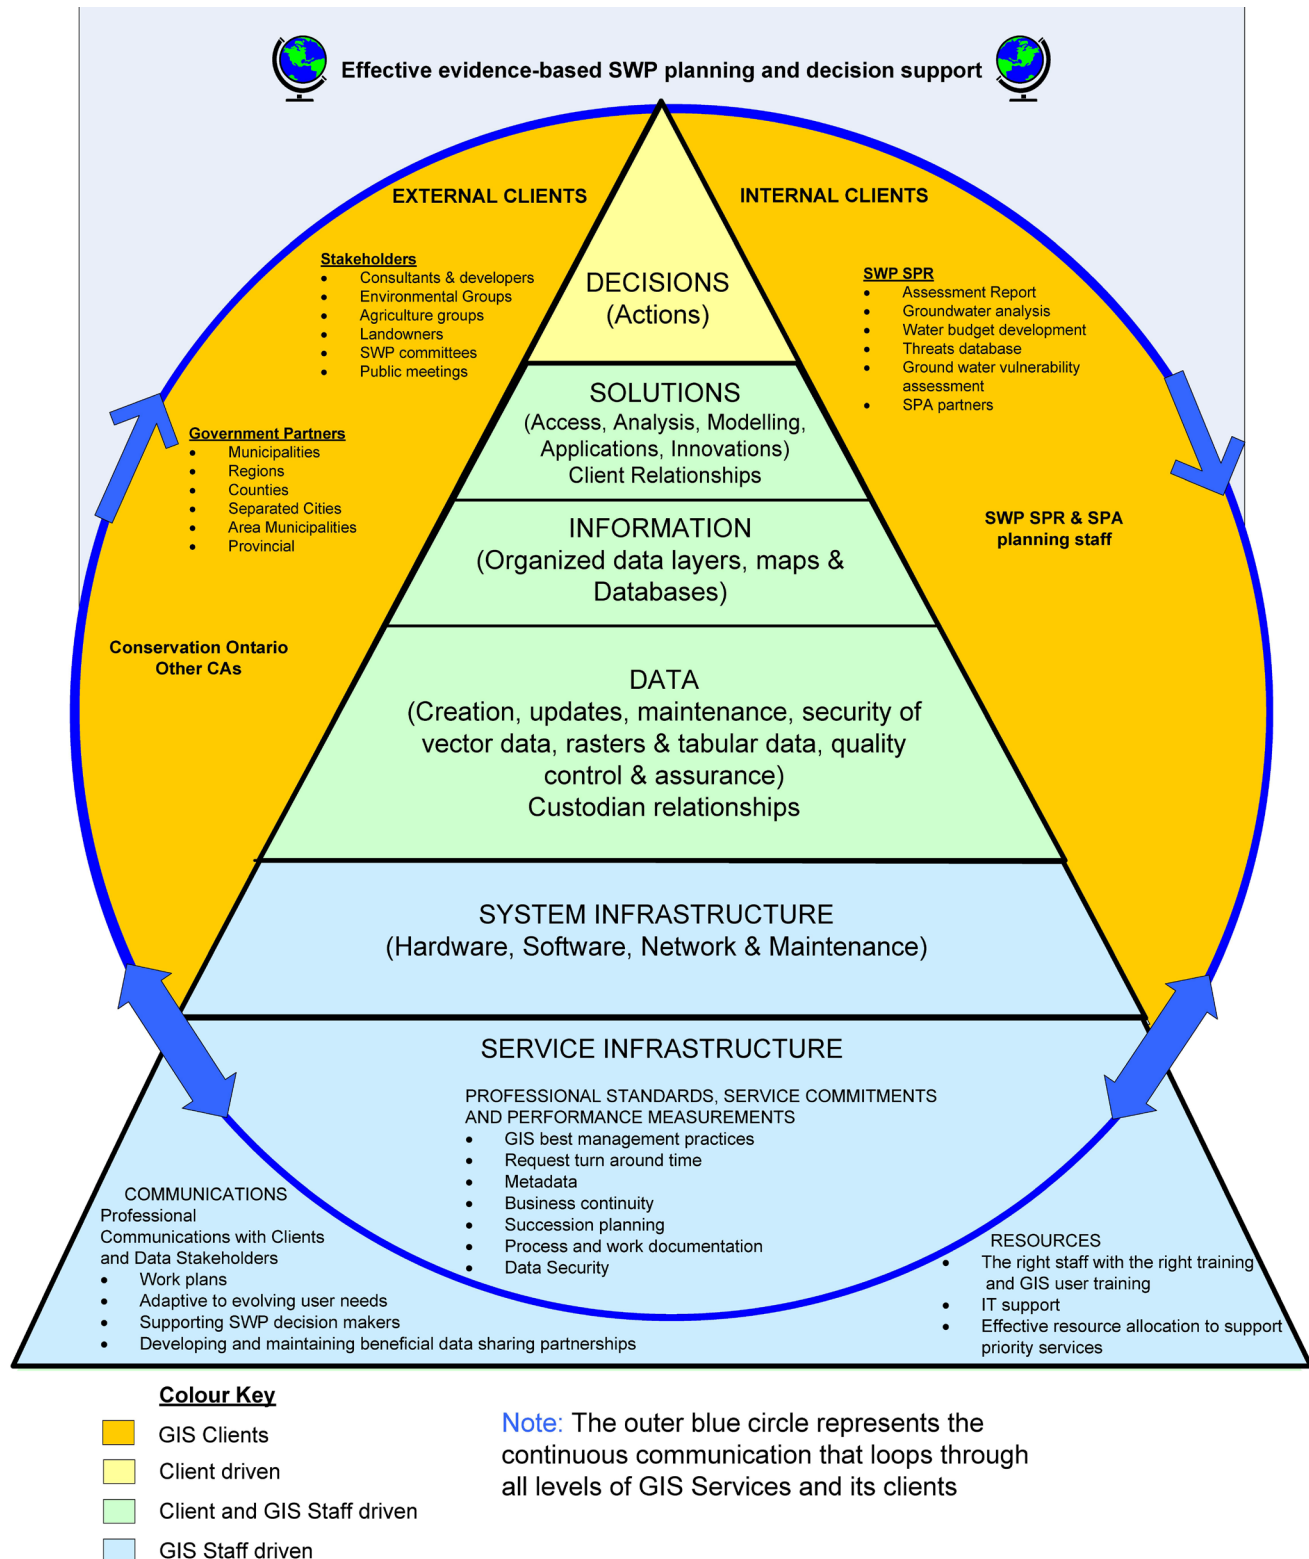 Effective evidence-based SWP planning and decision support
EXTERNAL CLIENTS
INTERNAL CLIENTS
Stakeholders
• Consultants & developers
• Environmental Groups
• Agriculture groups
• Landowners
• SWP committees
• Public meetings
Government Partners
• Municipalities
• Regions
• Counties
• Separated Cities
• Area Municipalities
• Provincial
Conservation Ontario
Other CAs
SWP SPR
• Assessment Report
• Groundwater analysis
• Water budget development
• Threats database
• Ground water vulnerability
assessment
• SPA partners
SWP SPR & SPA
planning staff
DECISIONS
(Actions)
SOLUTIONS
(Access, Analysis, Modelling,
Applications, Innovations)
Client Relationships
INFORMATION
(Organized data layers, maps &
Databases)
DATA
(Creation, updates, maintenance, security of
vector data, rasters & tabular data, quality
control & assurance)
Custodian relationships
SYSTEM INFRASTRUCTURE
(Hardware, Software, Network & Maintenance)
SERVICE INFRASTRUCTURE
PROFESSIONAL STANDARDS, SERVICE COMMITMENTS
AND PERFORMANCE MEASUREMENTS
• GIS best management practices
• Request turn around time
• Metadata
• Business continuity
• Succession planning
• Process and work documentation
• Data Security
COMMUNICATIONS
Professional
Communications with Clients
and Data Stakeholders
• Work plans
• Adaptive to evolving user needs
• Supporting SWP decision makers
• Developing and maintaining beneficial data sharing partnerships
RESOURCES
• The right staff with the right training
and GIS user training
• IT support
• Effective resource allocation to support
priority services
Colour Key
GIS Clients
Client driven
Client and GIS Staff driven
GIS Staff driven
Note: The outer blue circle represents the
continuous communication that loops through
all levels of GIS Services and its clients